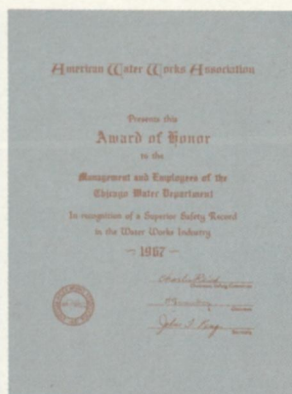 American Water Works Association
Presents this
Award of Honor
to the
Management and Employees of the
Chicago Water Department
In recognition of a Superior Safety Record
in the Water Works Industry
— 1967 —